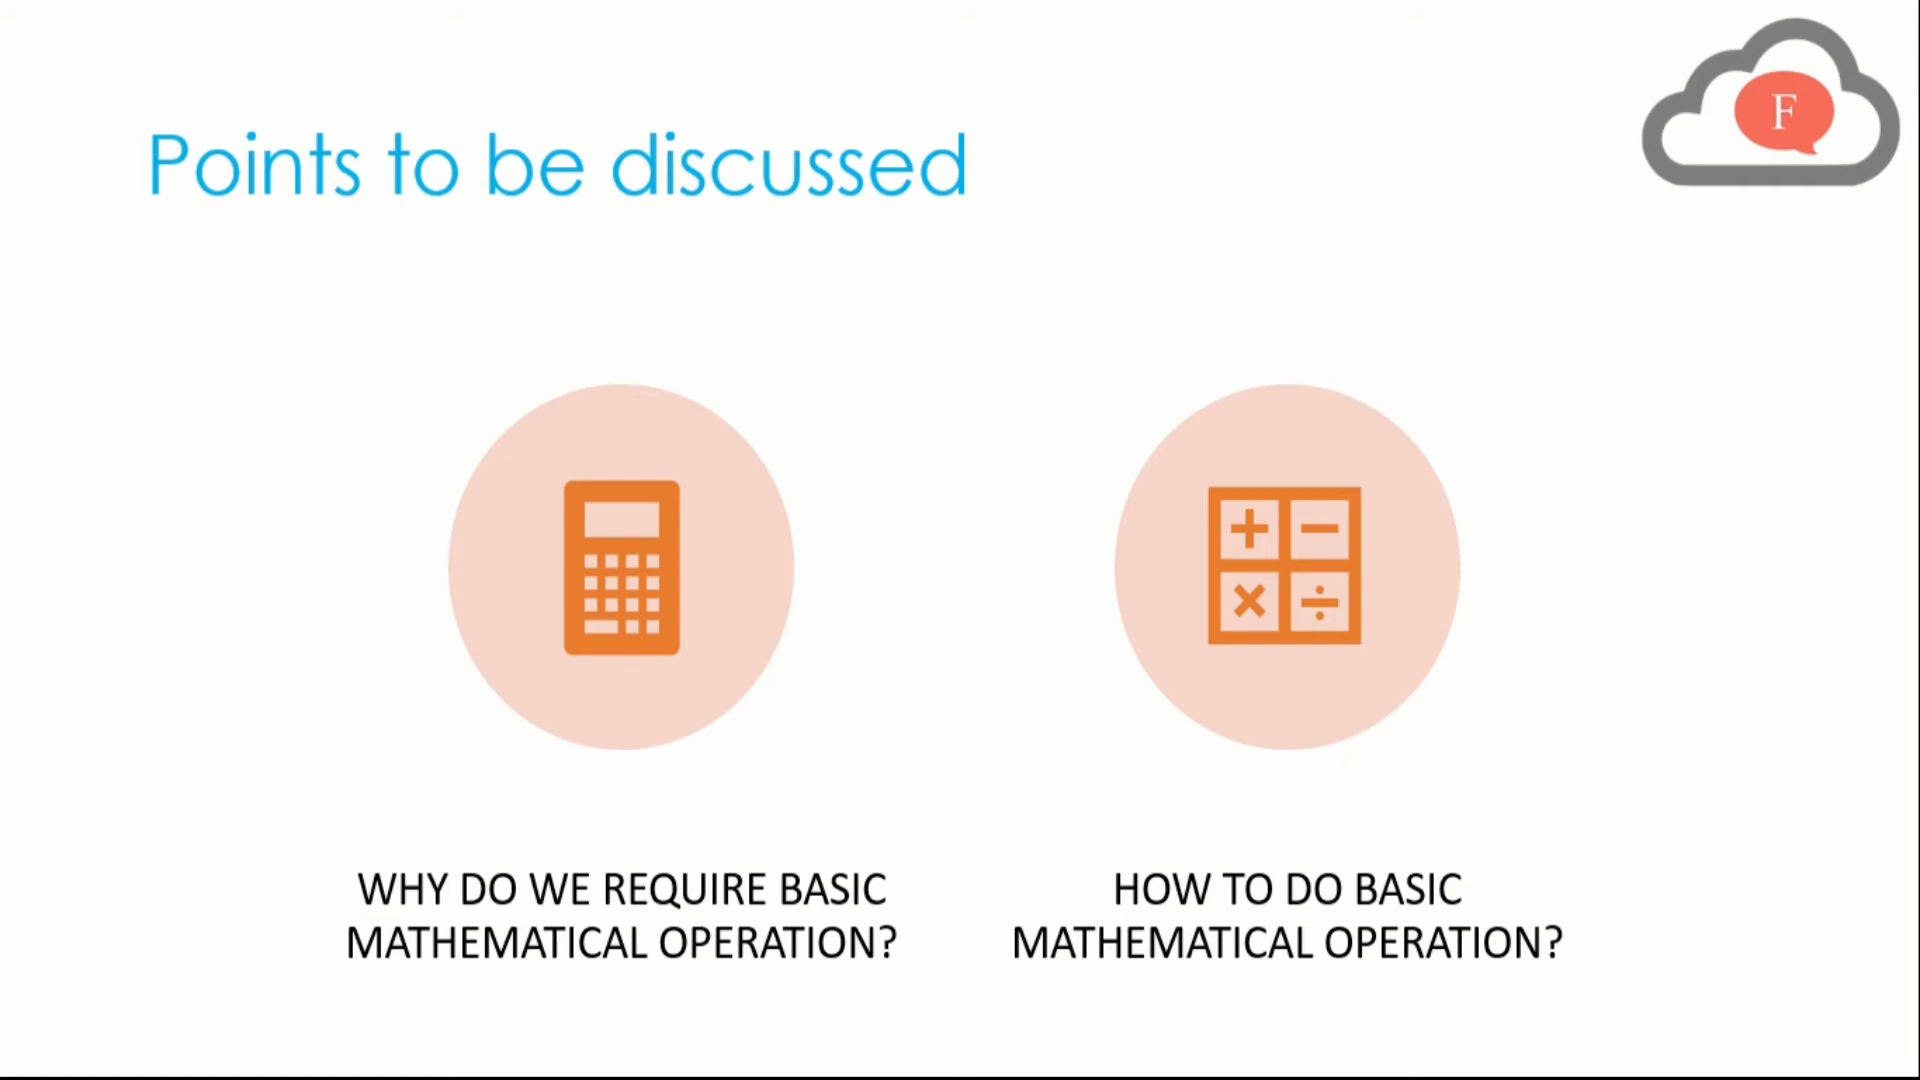 F
Points to be discussed
+ −
× ÷
WHY DO WE REQUIRE BASIC
MATHEMATICAL OPERATION?
HOW TO DO BASIC
MATHEMATICAL OPERATION?